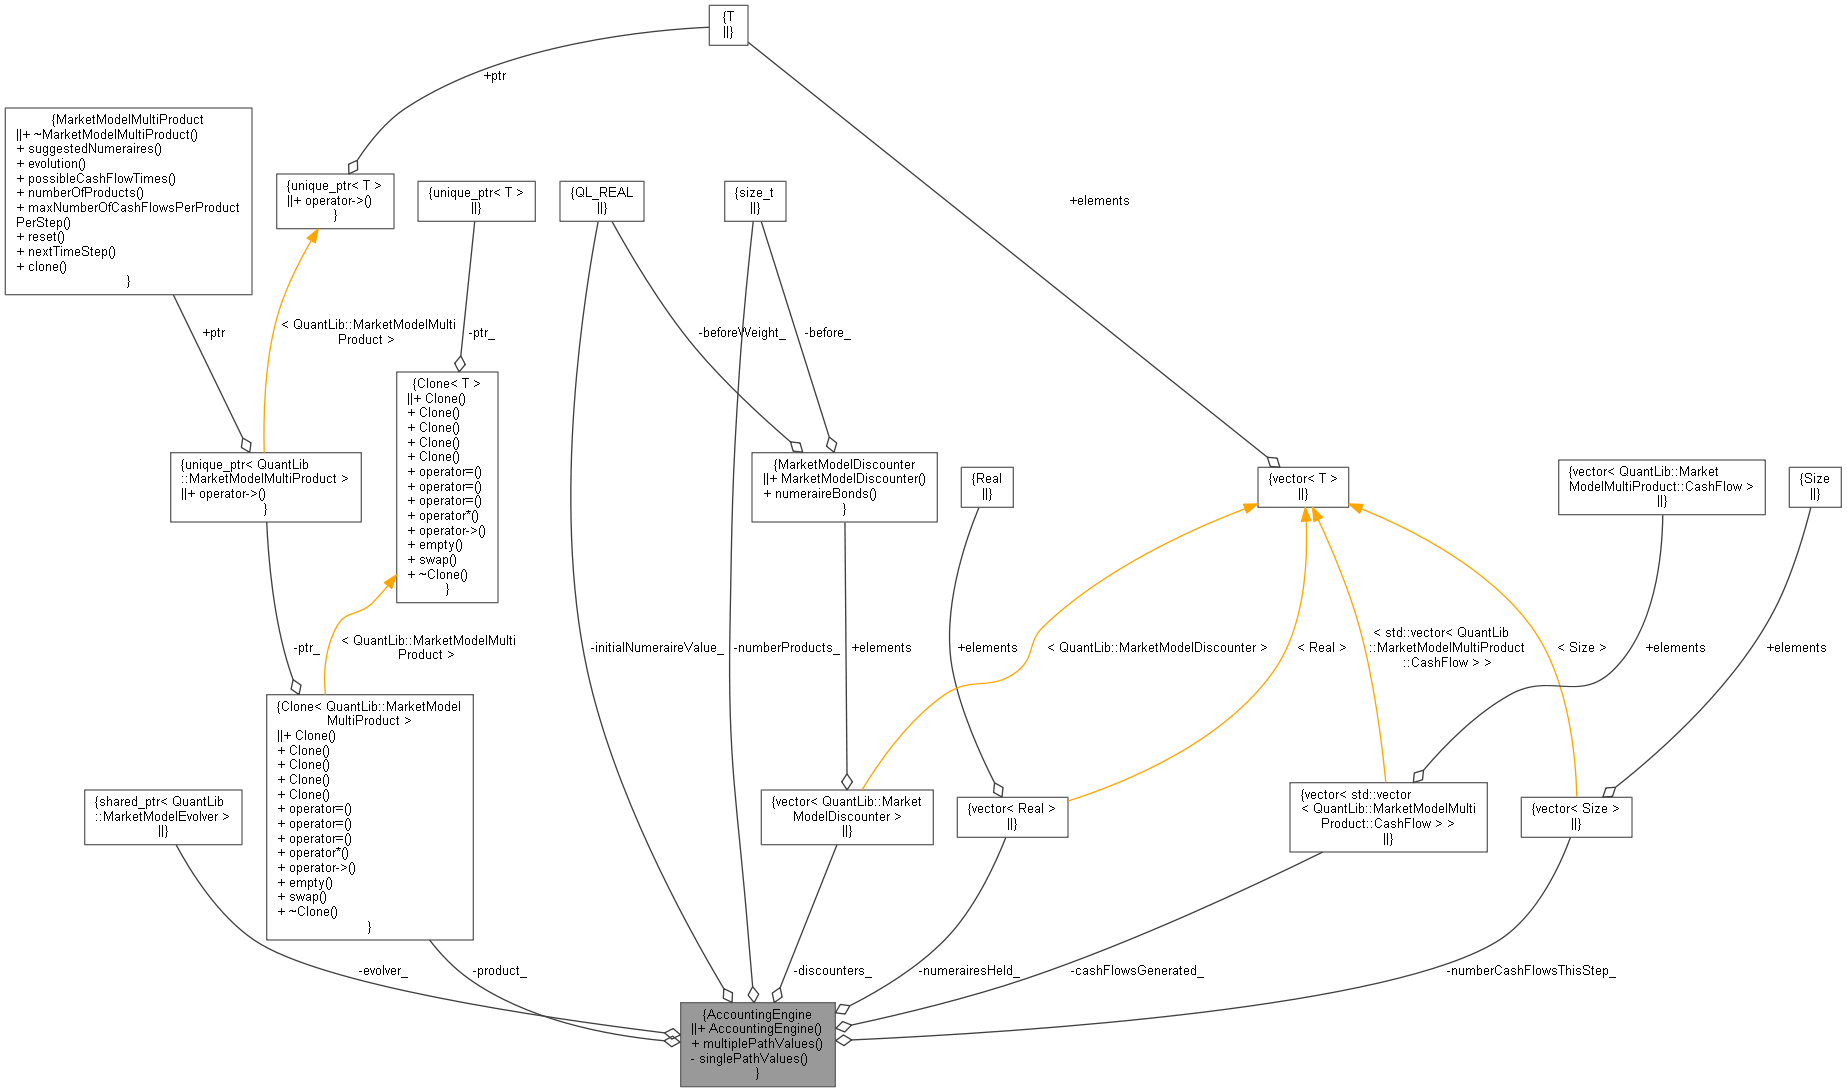 {T
||}
+ptr
{MarketModelMultiProduct
||+ ~MarketModelMultiProduct()
+ suggestedNumeraires()
+ evolution()
+ possibleCashFlowTimes()
+ numberOfProducts()
+ maxNumberOfCashFlowsPerProduct
PerStep()
+ reset()
+ nextTimeStep()
+ clone()
}
{unique_ptr< T >
||+ operator->()
}
{unique_ptr< T >
||}
{QL_REAL
||}
{size_t
||}
+elements
+ptr
< QuantLib::MarketModelMulti
Product >
-ptr_
-beforeWeight_
-before_
{Clone< T >
||+ Clone()
+ Clone()
+ Clone()
+ Clone()
+ Clone()
+ operator=()
+ operator=()
+ operator=()
+ operator*()
+ operator->()
+ empty()
+ swap()
+ ~Clone()
}
{unique_ptr< QuantLib
::MarketModelMultiProduct >
||+ operator->()
}
{MarketModelDiscounter
||+ MarketModelDiscounter()
+ numeraireBonds()
}
{Real
||}
{vector< T >
||}
{vector< QuantLib::Market
ModelMultiProduct::CashFlow >
||}
{Size
||}
-ptr_
< QuantLib::MarketModelMulti
Product >
-initialNumeraireValue_
-numberProducts_
+elements
+elements
< QuantLib::MarketModelDiscounter >
< Real >
< std::vector< QuantLib
::MarketModelMultiProduct
::CashFlow > >
< Size >
+elements
+elements
{Clone< QuantLib::MarketModel
MultiProduct >
||+ Clone()
+ Clone()
+ Clone()
+ Clone()
+ Clone()
+ operator=()
+ operator=()
+ operator=()
+ operator*()
+ operator->()
+ empty()
+ swap()
+ ~Clone()
}
{shared_ptr< QuantLib
::MarketModelEvolver >
||}
{vector< QuantLib::Market
ModelDiscounter >
||}
{vector< Real >
||}
{vector< std::vector
< QuantLib::MarketModelMulti
Product::CashFlow > >
||}
{vector< Size >
||}
-evolver_
-product_
-discounters_
-numerairesHeld_
-cashFlowsGenerated_
-numberCashFlowsThisStep_
{AccountingEngine
||+ AccountingEngine()
+ multiplePathValues()
- singlePathValues()
}